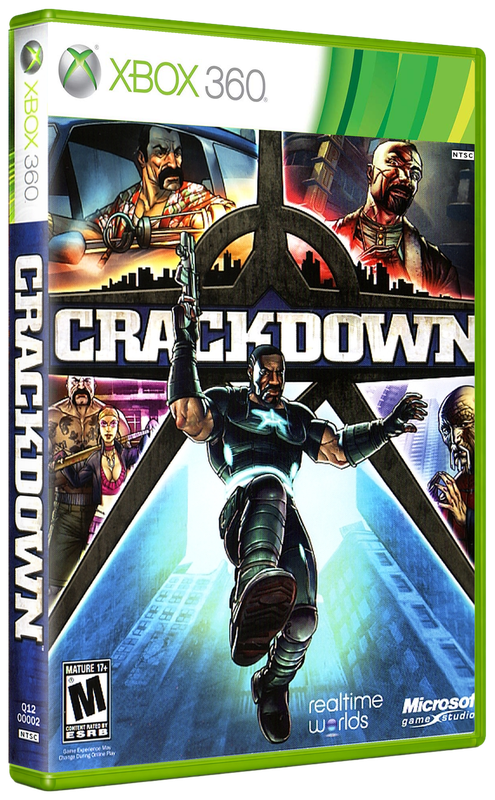 XBOX 360
CRACKDOWN
Q12
00002
NTSC
XBOX 360
NTSC
CRACKDOWN
MATURE 17+
M
CONTENT RATED BY
ESRB
Game Experience May
Change During Online Play
realtime
worlds
Microsoft
game studios